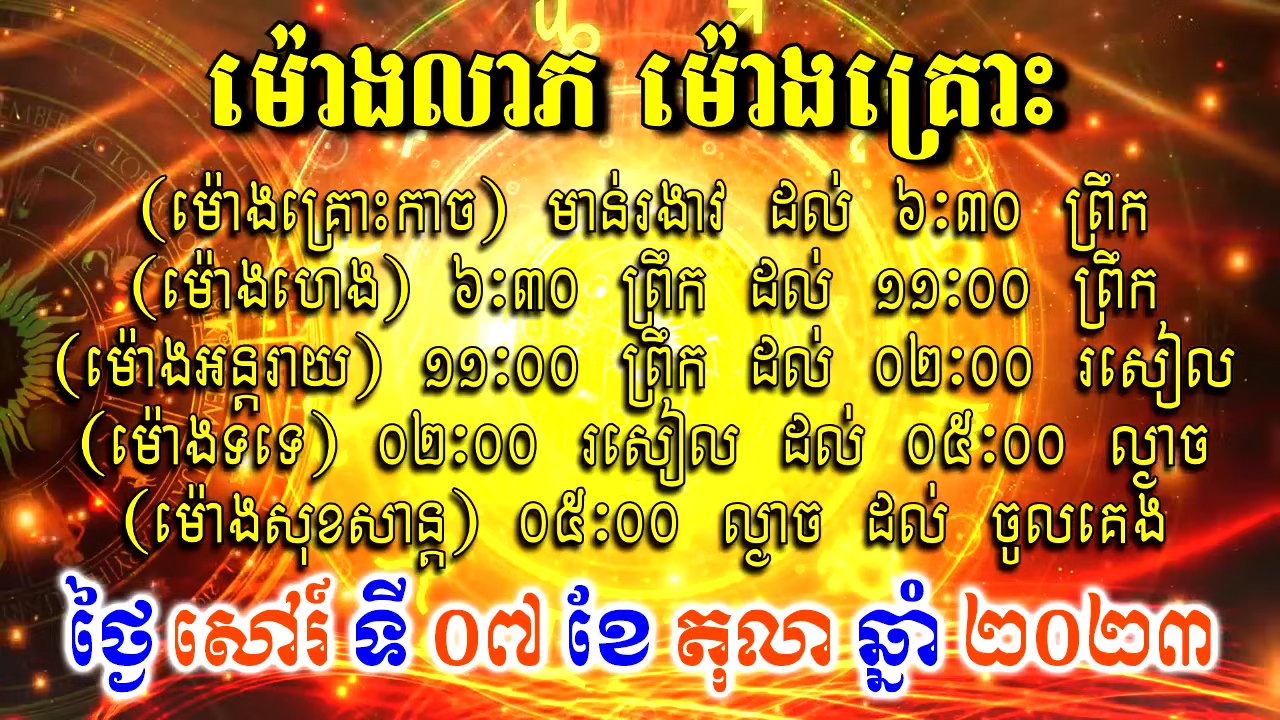 ម៉ោងលាភ ម៉ោងគ្រោះ
(ម៉ោងគ្រោះកាច) មាន់រងាវ ដល់ ៦:៣០ ព្រឹក
(ម៉ោងហេង) ៦:៣០ ព្រឹក ដល់ ១១:០០ ព្រឹក
(ម៉ោងអន្តរាយ) ១១:០០ ព្រឹក ដល់ ០២:០០ រសៀល
(ម៉ោងទទេ) ០២:០០ រសៀល ដល់ ០៥:០០ ល្ងាច
(ម៉ោងសុខសាន្ត) ០៥:០០ ល្ងាច ដល់ ចូលគេង
ថ្ងៃ សៅរ៍ ទី ០៧ ខែ តុលា ឆ្នាំ ២០២៣